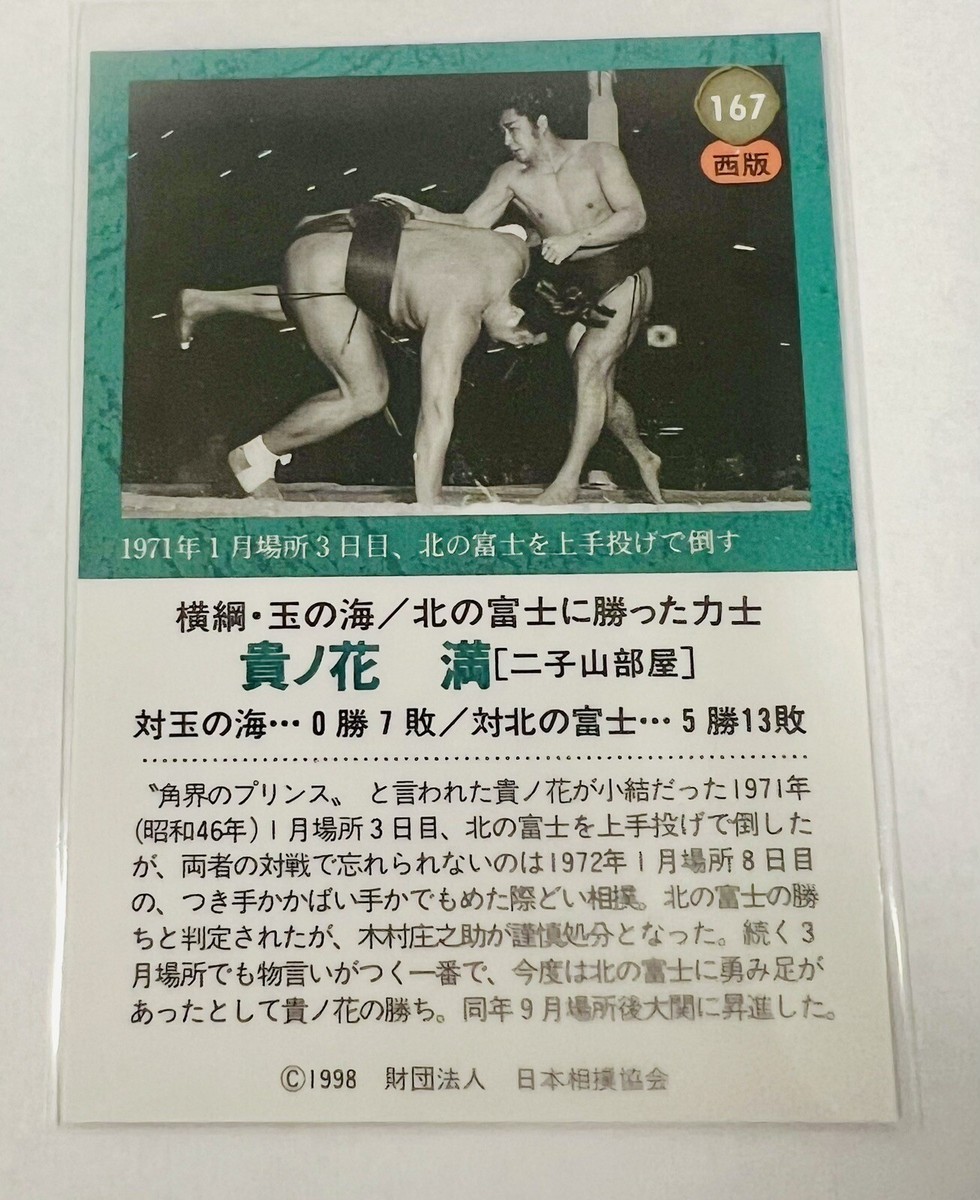 167
西版
1971年1月場所3日目、北の富士を上手投げで倒す
横綱・玉の海／北の富士に勝った力士
貴ノ花　満[二子山部屋]
対玉の海…0勝7敗／対北の富士…5勝13敗
〝角界のプリンス〟と言われた貴ノ花が小結だった1971年
(昭和46年)1月場所3日目、北の富士を上手投げで倒した
が、両者の対戦で忘れられないのは1972年1月場所8日目
の、つき手かかばい手かでもめた際どい相撲。北の富士の勝
ちと判定されたが、木村庄之助が謹慎処分となった。続く3
月場所でも物言いがつく一番で、今度は北の富士に勇み足が
あったとして貴ノ花の勝ち。同年9月場所後大関に昇進した。
©1998　財団法人　日本相撲協会